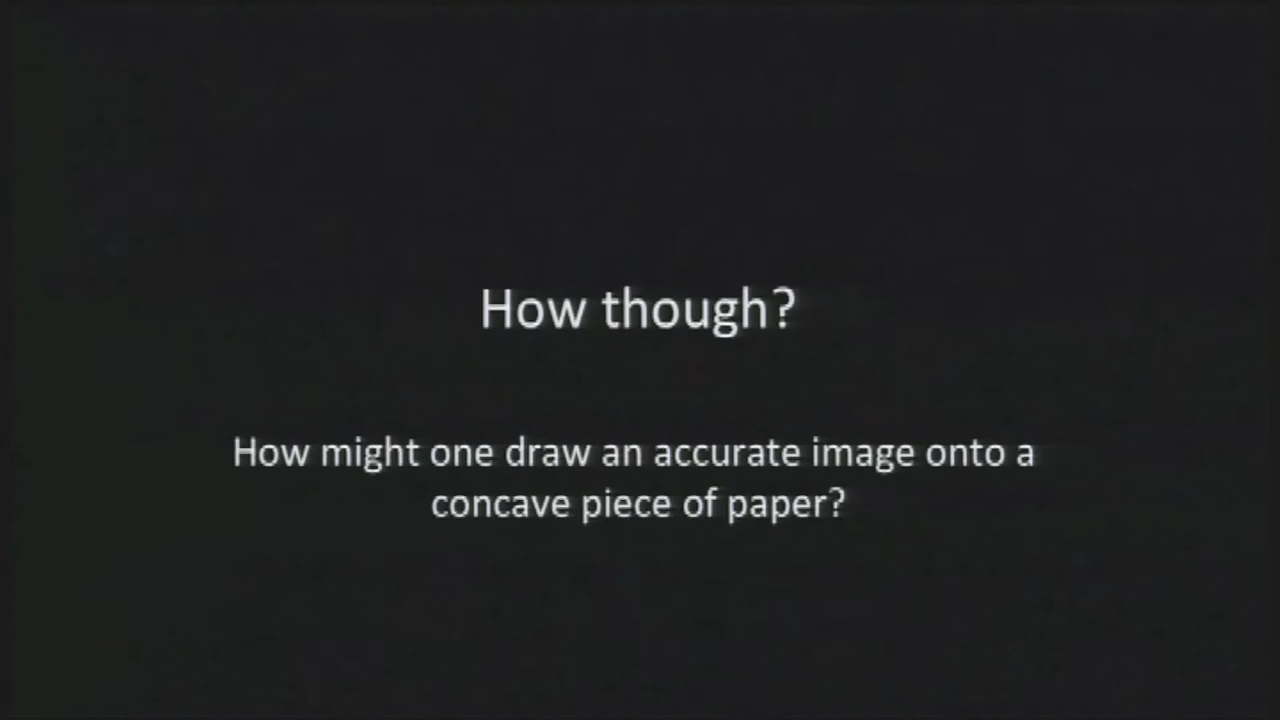 How though?
How might one draw an accurate image onto a
concave piece of paper?